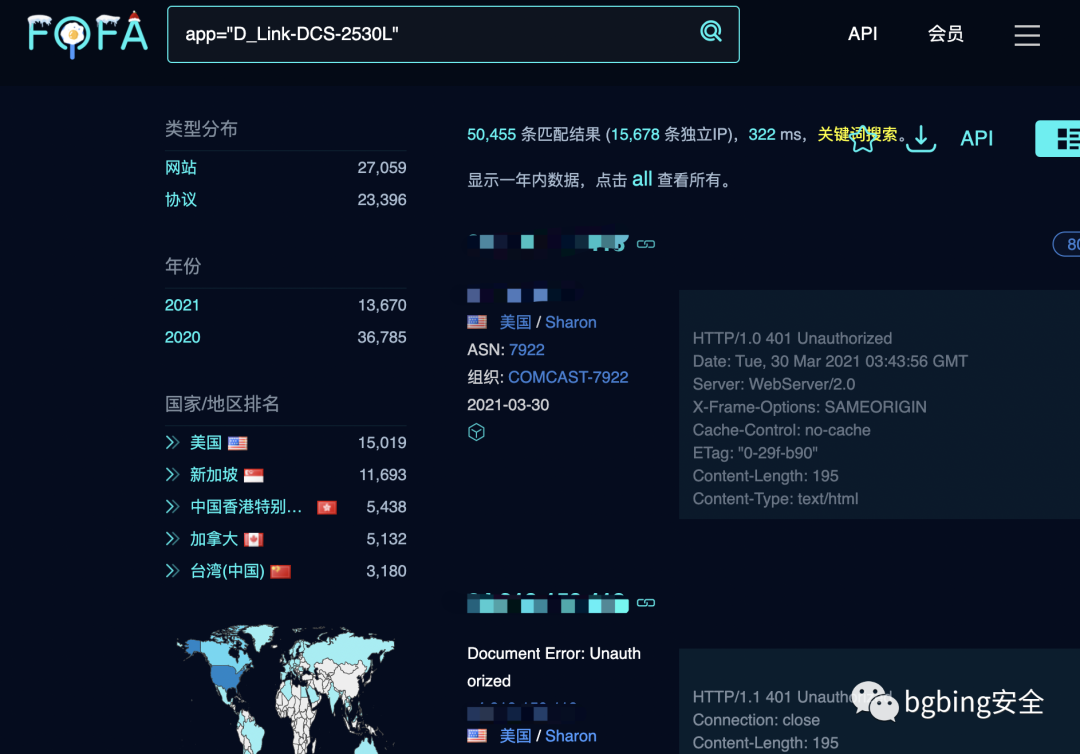 FOFA
app="D_Link-DCS-2530L"
API
会员
类型分布
网站 27,059
协议 23,396
年份
2021 13,670
2020 36,785
国家/地区排名
美国 15,019
新加坡 11,693
中国香港特别... 5,438
加拿大 5,132
台湾(中国) 3,180
50,455 条匹配结果 (15,678 条独立IP)，322 ms，关键词搜索。
API
显示一年内数据，点击 all 查看所有。
80
美国 / Sharon
ASN: 7922
组织: COMCAST-7922
2021-03-30
HTTP/1.0 401 Unauthorized
Date: Tue, 30 Mar 2021 03:43:56 GMT
Server: WebServer/2.0
X-Frame-Options: SAMEORIGIN
Cache-Control: no-cache
ETag: "0-29f-b90"
Content-Length: 195
Content-Type: text/html
Document Error: Unauth
orized
美国 / Sharon
HTTP/1.1 401 Unauthorized
Connection: close
Content-Length: 195
bgbing安全